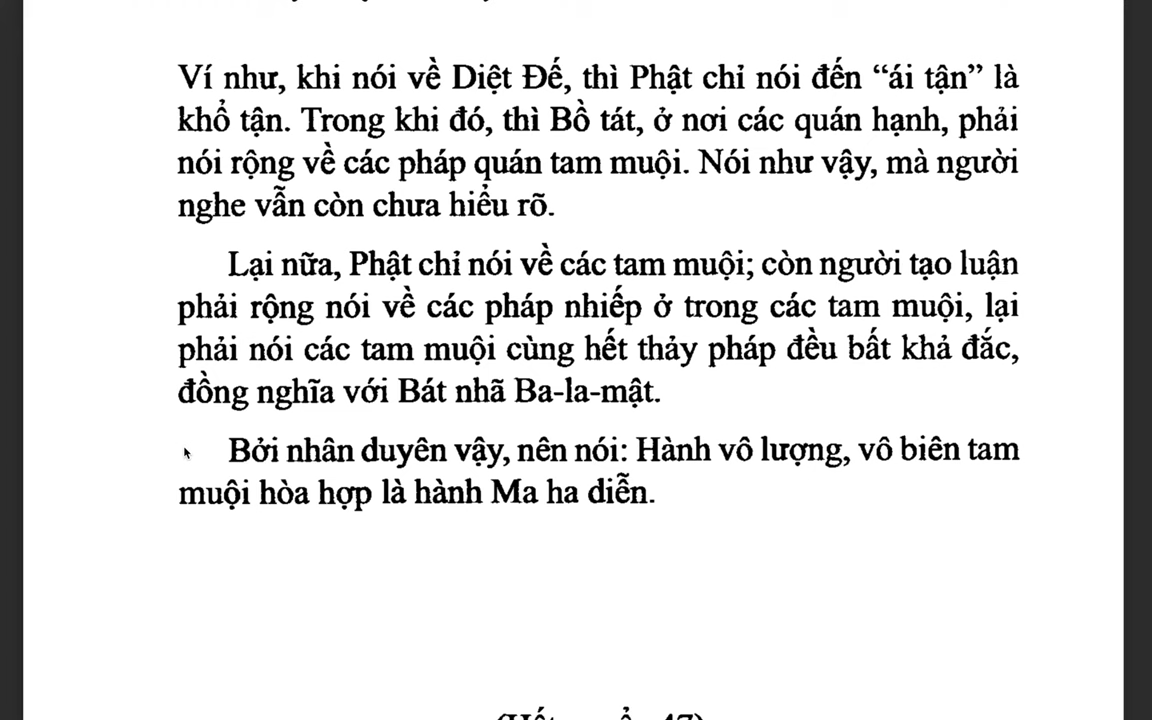 Ví như, khi nói về Diệt Đế, thì Phật chỉ nói đến “ái tận” là
khổ tận. Trong khi đó, thì Bồ tát, ở nơi các quán hạnh, phải
nói rộng về các pháp quán tam muội. Nói như vậy, mà người
nghe vẫn còn chưa hiểu rõ.
Lại nữa, Phật chỉ nói về các tam muội; còn người tạo luận
phải rộng nói về các pháp nhiếp ở trong các tam muội, lại
phải nói các tam muội cùng hết thảy pháp đều bất khả đắc,
đồng nghĩa với Bát nhã Ba-la-mật.
Bởi nhân duyên vậy, nên nói: Hành vô lượng, vô biên tam
muội hòa hợp là hành Ma ha diễn.